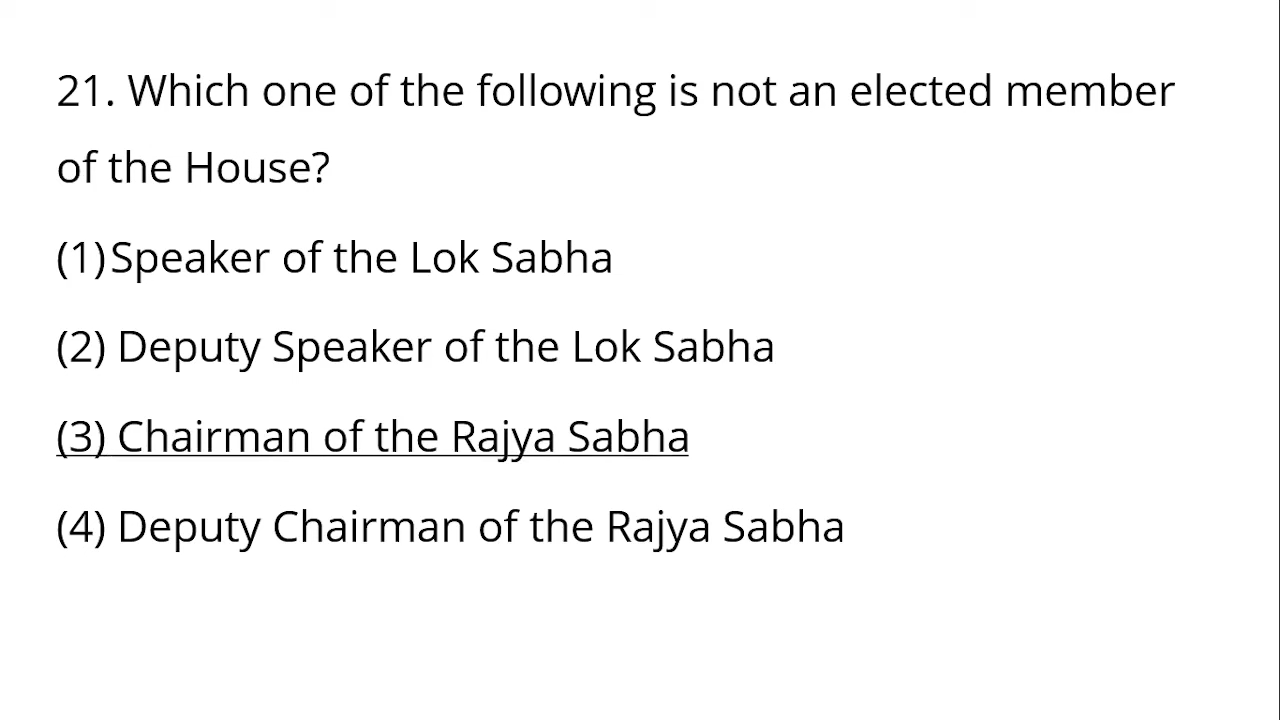 21. Which one of the following is not an elected member
of the House?
(1) Speaker of the Lok Sabha
(2) Deputy Speaker of the Lok Sabha
(3) Chairman of the Rajya Sabha
(4) Deputy Chairman of the Rajya Sabha